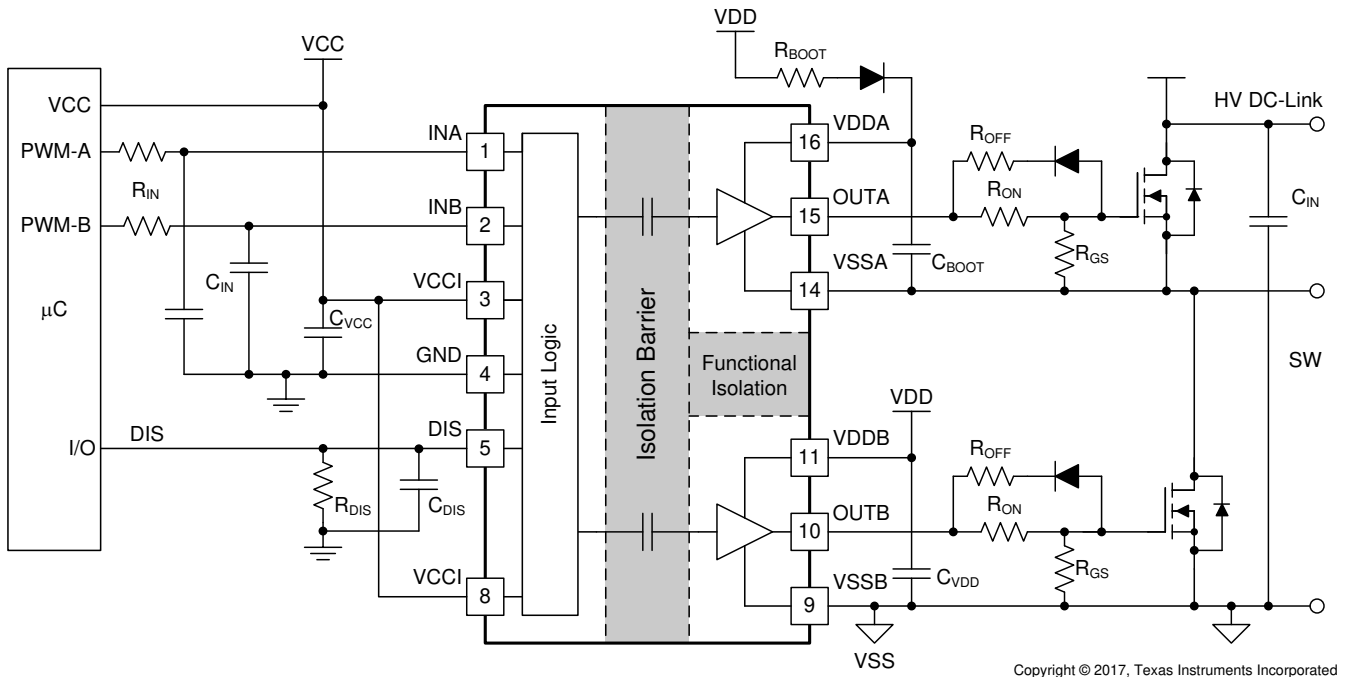 VDD
RBOOT
VCC
VCC
HV DC-Link
INA
VDDA
ROFF
PWM-A
1
16
RIN
OUTA
RON
INB
CIN
PWM-B
2
15
RGS
CIN
VCCI
VSSA
CBOOT
µC
3
14
CVCC
Input Logic
Isolation Barrier
GND
Functional
Isolation
SW
4
VDD
DIS
DIS
VDDB
I/O
5
11
ROFF
RDIS
CDIS
OUTB
RON
10
VCCI
VSSB
CVDD
RGS
8
9
VSS
Copyright © 2017, Texas Instruments Incorporated